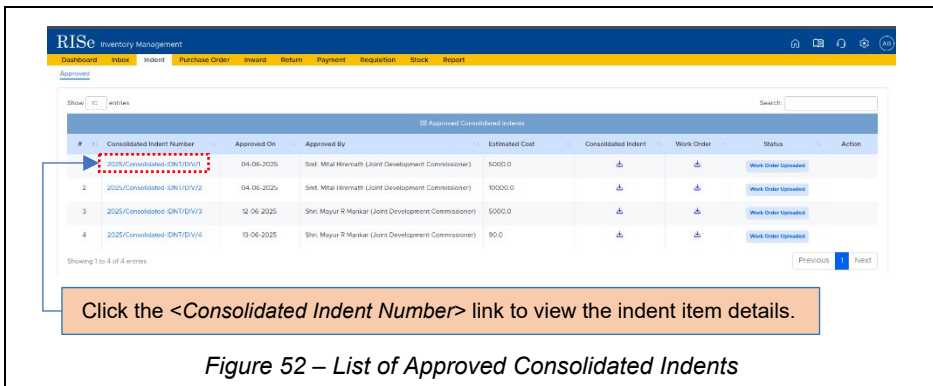 RISe Inventory Management
AB
Dashboard Inbox Indent Purchase Order Inward Return Payment Requisition Stock Report
Approved
Show 10 entries Search:
Approved Consolidated Indents
# Consolidated Indent Number Approved On Approved By Estimated Cost Consolidated Indent Work Order Status Action
2025/Consolidated-IDNT/DIV/1 04-06-2025 Smt. Mital Hiremath (Joint Development Commissioner) 5000.0 Work Order Uploaded
2 2025/Consolidated-IDNT/DIV/2 04-06-2025 Smt. Mital Hiremath (Joint Development Commissioner) 10000.0 Work Order Uploaded
3 2025/Consolidated-IDNT/DIV/3 12-06-2025 Shri. Mayur R Mankar (Joint Development Commissioner) 5000.0 Work Order Uploaded
4 2025/Consolidated-IDNT/DIV/4 13-06-2025 Shri. Mayur R Mankar (Joint Development Commissioner) 90.0 Work Order Uploaded
Showing 1 to 4 of 4 entries Previous 1 Next
Click the <Consolidated Indent Number> link to view the indent item details.
Figure 52 – List of Approved Consolidated Indents